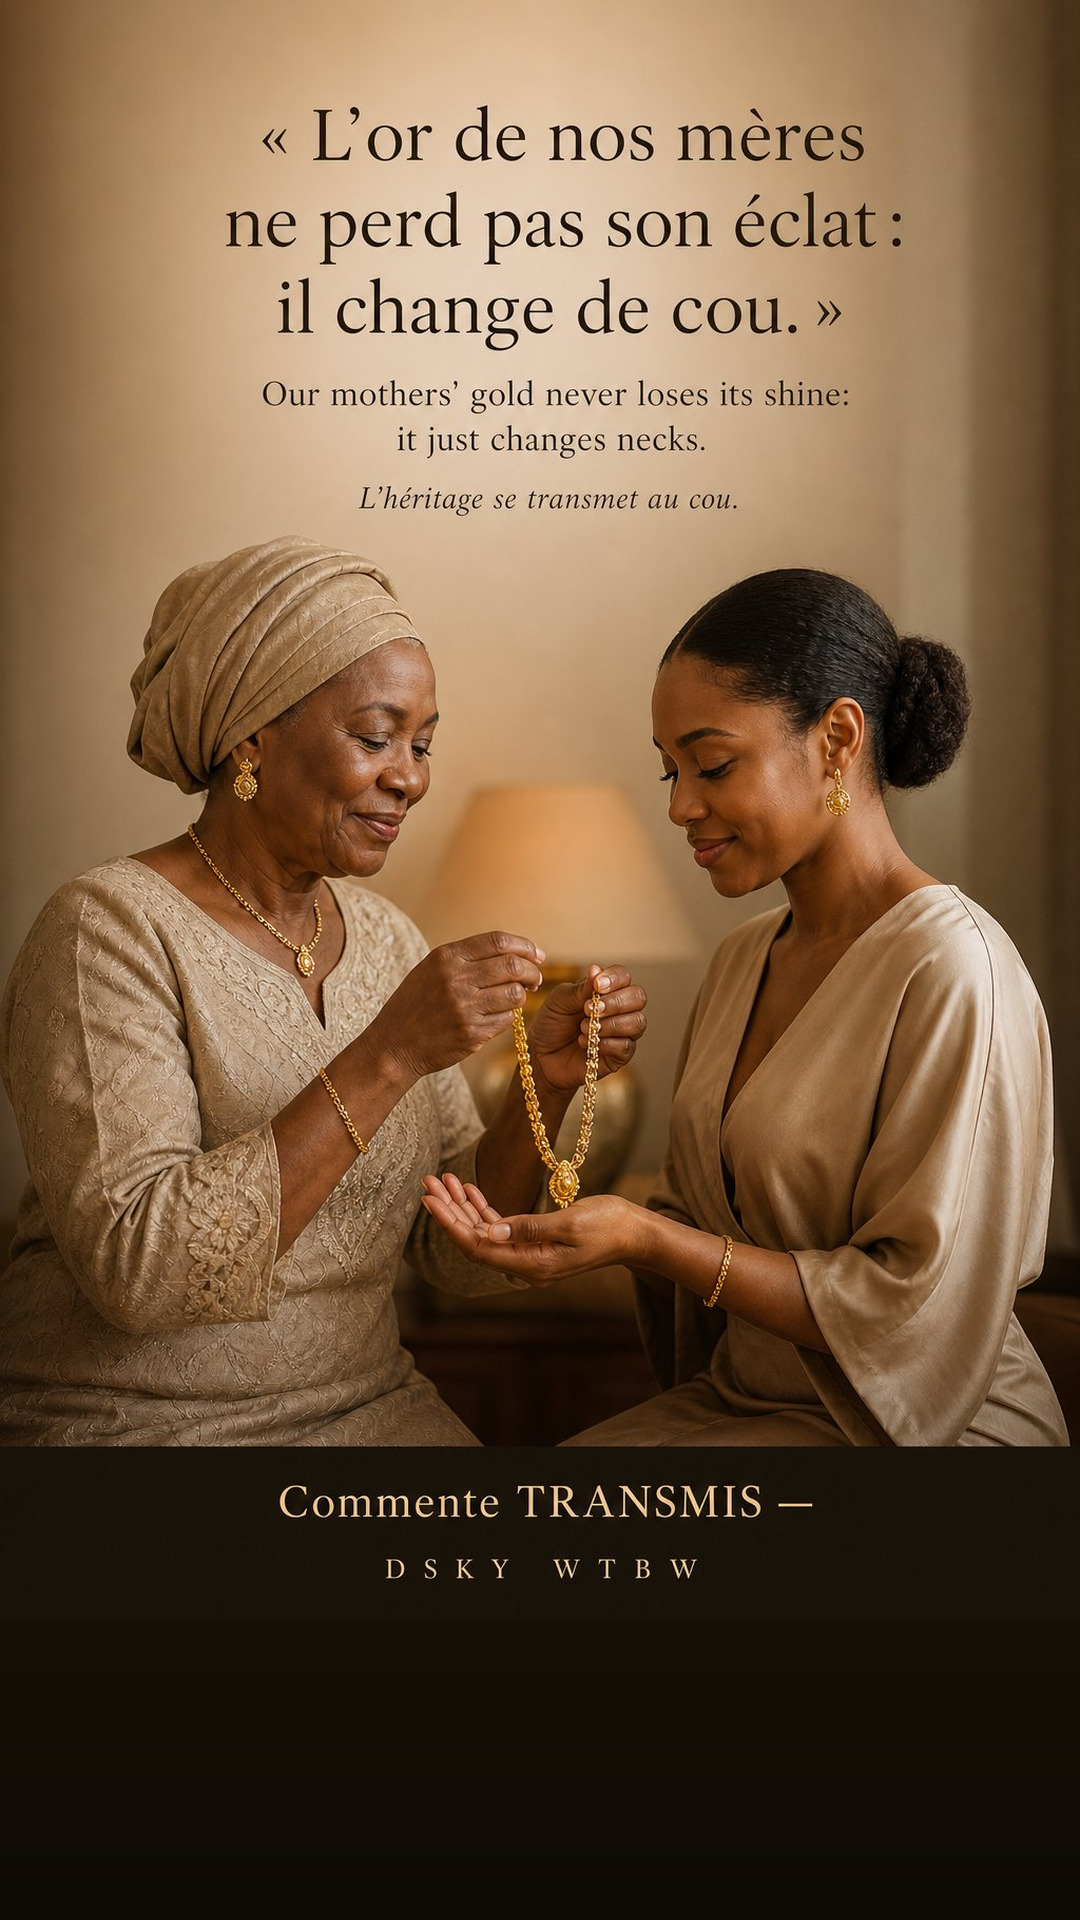 « L’or de nos mères
ne perd pas son éclat :
il change de cou. »
Our mothers’ gold never loses its shine:
it just changes necks.
L’héritage se transmet au cou.
Commente TRANSMIS —
DSKY WTBW